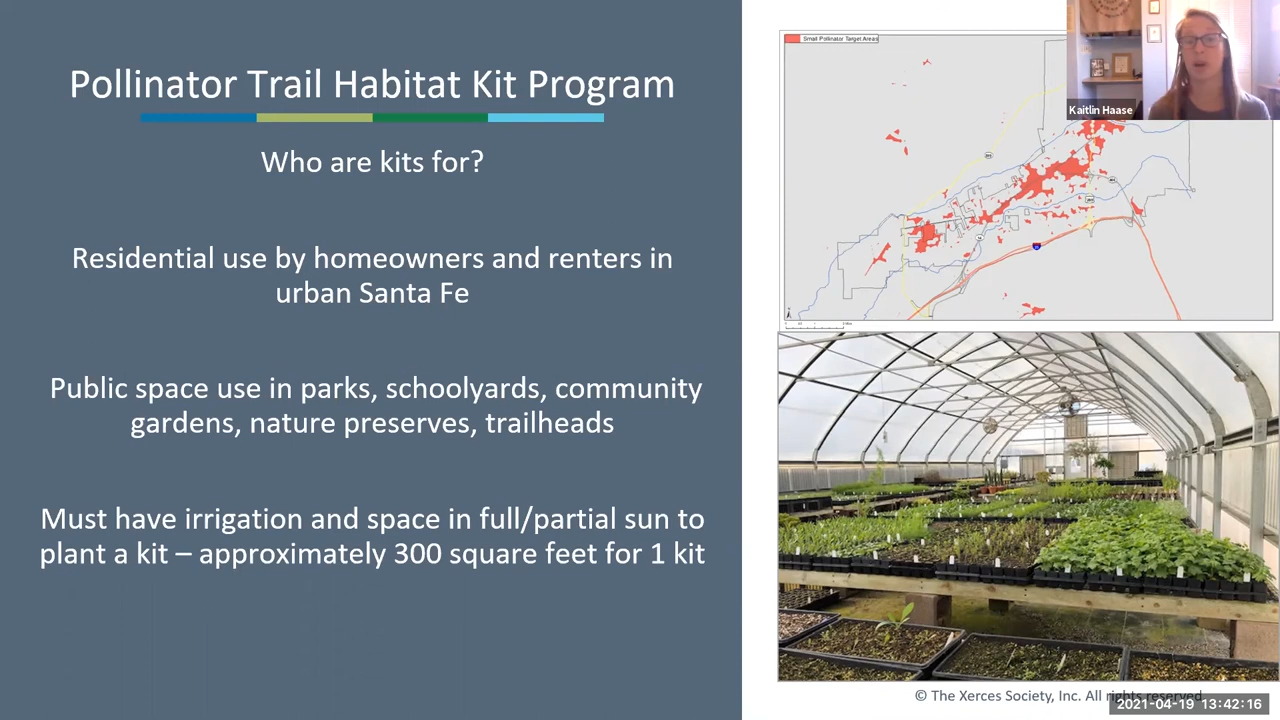 Pollinator Trail Habitat Kit Program
Who are kits for?
Residential use by homeowners and renters in
urban Santa Fe
Public space use in parks, schoolyards, community
gardens, nature preserves, trailheads
Must have irrigation and space in full/partial sun to
plant a kit – approximately 300 square feet for 1 kit
Small Pollinator Target Areas
Kaitlin Haase
© The Xerces Society, Inc. All rights reserved
2021-04-19 13:42:16